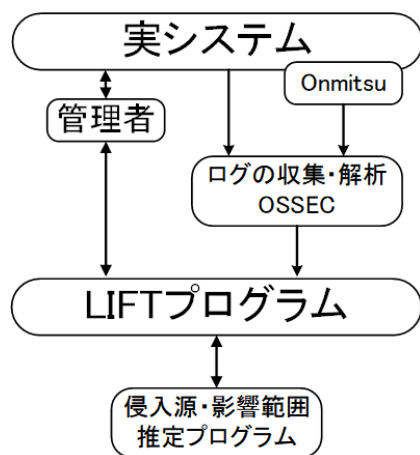 実システム
Onmitsu
管理者
ログの収集・解析
OSSEC
LIFTプログラム
侵入源・影響範囲
推定プログラム